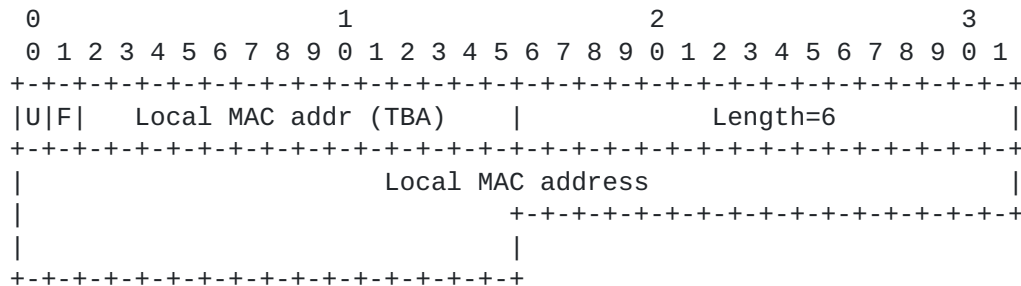 0                   1                   2                   3
 0 1 2 3 4 5 6 7 8 9 0 1 2 3 4 5 6 7 8 9 0 1 2 3 4 5 6 7 8 9 0 1
+-+-+-+-+-+-+-+-+-+-+-+-+-+-+-+-+-+-+-+-+-+-+-+-+-+-+-+-+-+-+-+-+
|U|F|   Local MAC addr (TBA)    |            Length=6           |
+-+-+-+-+-+-+-+-+-+-+-+-+-+-+-+-+-+-+-+-+-+-+-+-+-+-+-+-+-+-+-+-+
|                       Local MAC address                       |
|                               +-+-+-+-+-+-+-+-+-+-+-+-+-+-+-+-+
|                               |
+-+-+-+-+-+-+-+-+-+-+-+-+-+-+-+-+